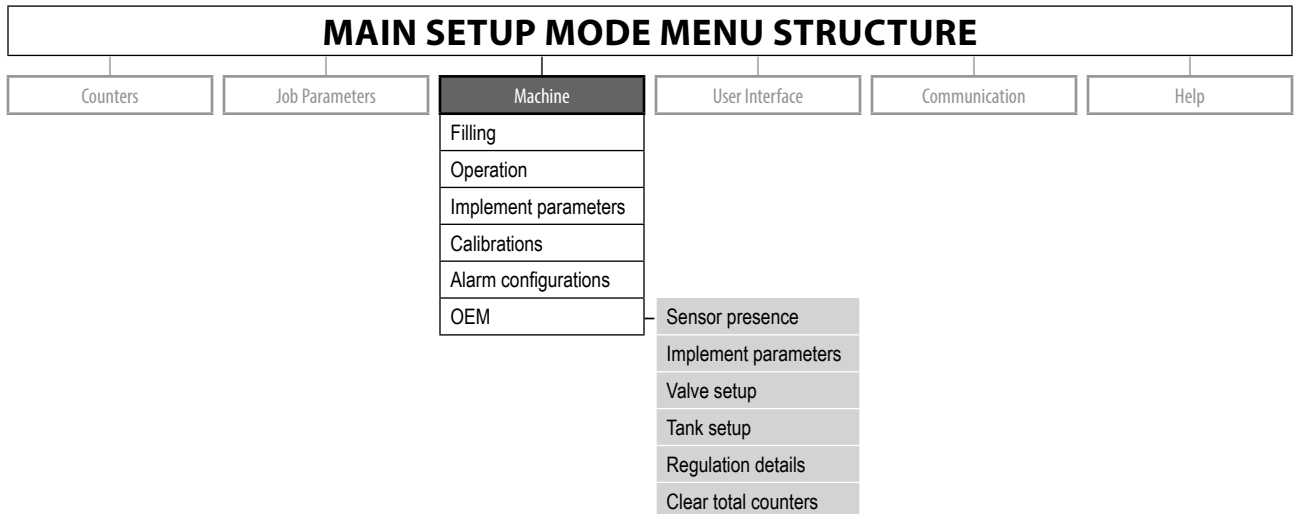 MAIN SETUP MODE MENU STRUCTURE
Counters
Job Parameters
Machine
User Interface
Communication
Help
Filling
Operation
Implement parameters
Calibrations
Alarm configurations
OEM
Sensor presence
Implement parameters
Valve setup
Tank setup
Regulation details
Clear total counters